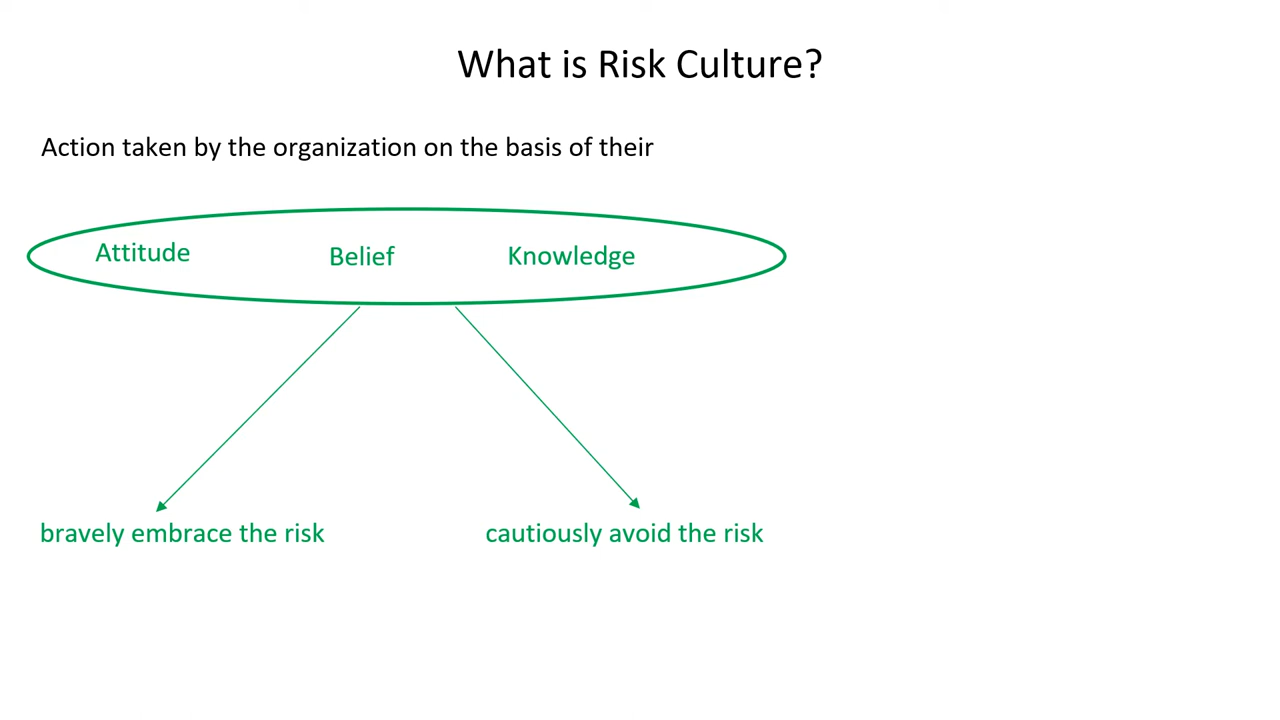 What is Risk Culture?
Action taken by the organization on the basis of their
Attitude Belief Knowledge
bravely embrace the risk cautiously avoid the risk